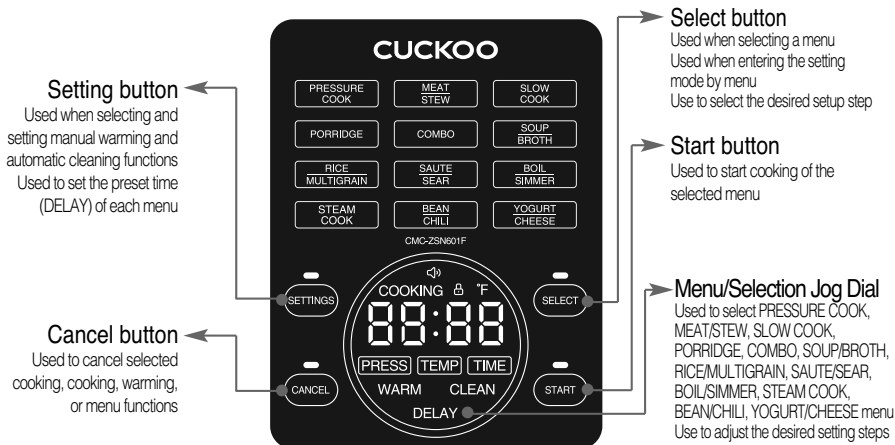 Setting button
Used when selecting and
setting manual warming and
automatic cleaning functions
Used to set the preset time
(DELAY) of each menu
Cancel button
Used to cancel selected
cooking, cooking, warming,
or menu functions
CUCKOO
PRESSURE
COOK
MEAT
STEW
SLOW
COOK
PORRIDGE
COMBO
SOUP
BROTH
RICE
MULTIGRAIN
SAUTE
SEAR
BOIL
SIMMER
STEAM
COOK
BEAN
CHILI
YOGURT
CHEESE
CMC-ZSN601F
COOKING °F
SETTINGS
88:88
SELECT
PRESS TEMP TIME
CANCEL
WARM CLEAN
START
DELAY
Select button
Used when selecting a menu
Used when entering the setting
mode by menu
Use to select the desired setup step
Start button
Used to start cooking of the
selected menu
Menu/Selection Jog Dial
Used to select PRESSURE COOK,
MEAT/STEW, SLOW COOK,
PORRIDGE, COMBO, SOUP/BROTH,
RICE/MULTIGRAIN, SAUTE/SEAR,
BOIL/SIMMER, STEAM COOK,
BEAN/CHILI, YOGURT/CHEESE menu
Use to adjust the desired setting steps